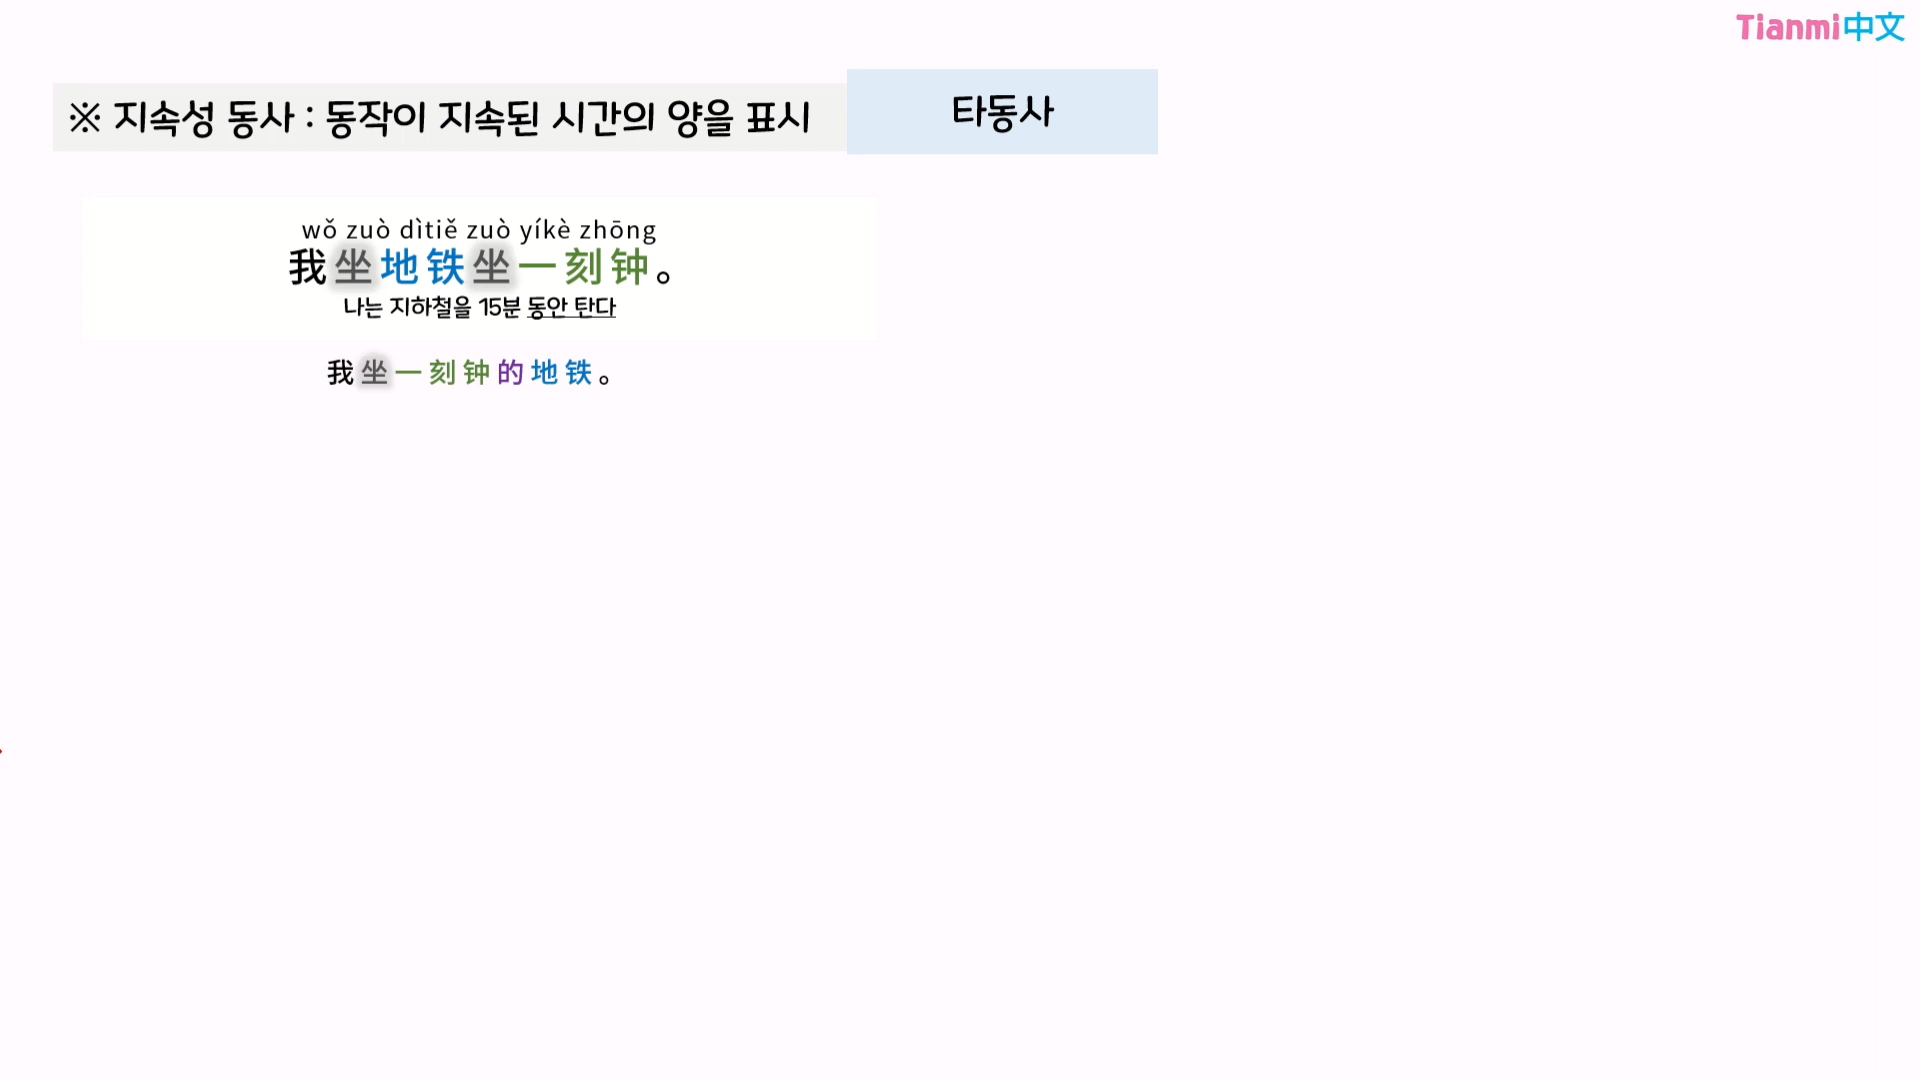 Tianmi中文
※ 지속성 동사 : 동작이 지속된 시간의 양을 표시
타동사
wǒ zuò dìtiě zuò yíkè zhōng
我坐地铁坐一刻钟。
나는 지하철을 15분 동안 탄다
我坐一刻钟的地铁。